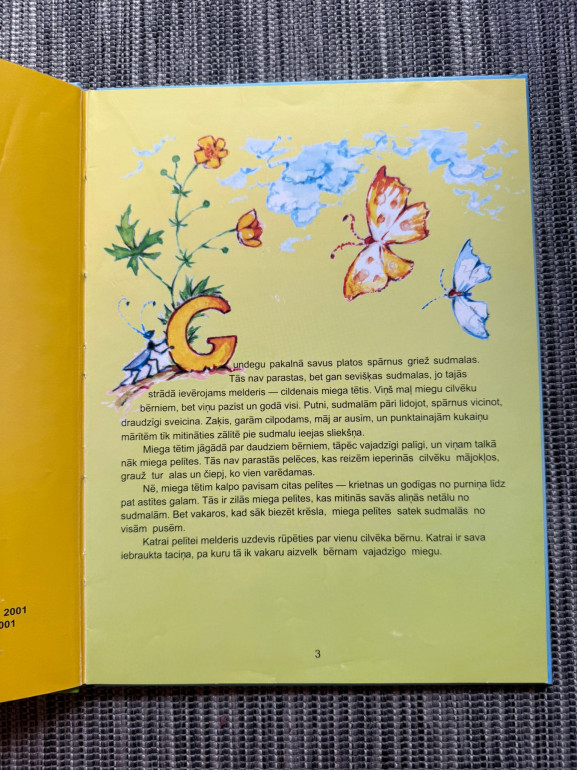 2001
001
Gundegu pakalnā savus platos spārnus griež sudmalas.
Tās nav parastas, bet gan sevišķas sudmalas, jo tajās
strādā ievērojams melderis — cildenais miega tētis. Viņš maļ miegu cilvēku
bērniem, bet viņu pazīst un godā visi. Putni, sudmalām pāri lidojot, spārnus vicinot,
draudzīgi sveicina. Zaķis, garām cilpodams, māj ar ausīm, un punktainajām kukaiņu
mārītēm tik mitināties zālītē pie sudmalu ieejas sliekšņa.
Miega tētim jāgādā par daudziem bērniem, tāpēc vajadzīgi palīgi, un viņam talkā
nāk miega pelītes. Tās nav parastās pelēces, kas reizēm ieperinās cilvēku mājokļos,
grauž tur alas un čiepj, ko vien varēdamas.
Nē, miega tētim kalpo pavisam citas pelītes — krietnas un godīgas no purniņa līdz
pat astītes galam. Tās ir zilās miega pelītes, kas mitinās savās aliņās netālu no
sudmalām. Bet vakaros, kad sāk biezēt krēsla, miega pelītes satek sudmalās no
visām pusēm.
Katrai pelītei melderis uzdevis rūpēties par vienu cilvēka bērnu. Katrai ir sava
iebraukta taciņa, pa kuru tā ik vakaru aizvelk bērnam vajadzīgo miegu.
3